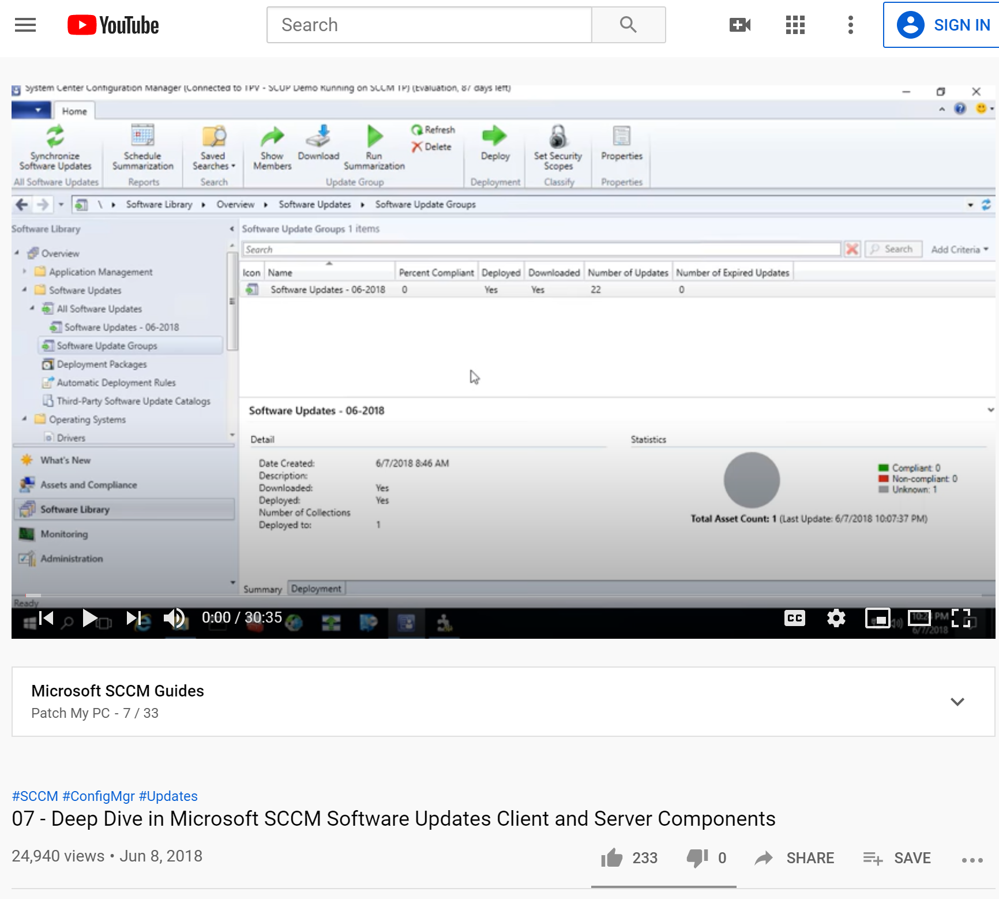 YouTube
Search
SIGN IN
System Center Configuration Manager (Connected to TPV - SCUP Demo Running on SCCM TP) (Evaluation, 87 days left)
Home
Synchronize Software Updates
Schedule Summarization
Saved Searches
Show Members
Download
Run Summarization
Refresh
Delete
Deploy
Set Security Scopes
Properties
All Software Updates
Reports
Search
Update Group
Deployment
Classify
Properties
\ Software Library Overview Software Updates Software Update Groups
Software Library
Overview
Application Management
Software Updates
All Software Updates
Software Updates - 06-2018
Software Update Groups
Deployment Packages
Automatic Deployment Rules
Third-Party Software Update Catalogs
Operating Systems
Drivers
What's New
Assets and Compliance
Software Library
Monitoring
Administration
Software Update Groups 1 items
Search
Search
Add Criteria
Icon Name Percent Compliant Deployed Downloaded Number of Updates Number of Expired Updates
Software Updates - 06-2018 0 Yes Yes 22 0
Software Updates - 06-2018
Detail
Date Created: 6/7/2018 8:46 AM
Description:
Downloaded: Yes
Deployed: Yes
Number of Collections
Deployed to: 1
Statistics
Compliant: 0
Non-compliant: 0
Unknown: 1
Total Asset Count: 1 (Last Update: 6/7/2018 10:07:37 PM)
Summary Deployment
Ready
0:00 / 30:35
CC
PM
6/7/2018
Microsoft SCCM Guides
Patch My PC - 7 / 33
#SCCM #ConfigMgr #Updates
07 - Deep Dive in Microsoft SCCM Software Updates Client and Server Components
24,940 views • Jun 8, 2018
233
0
SHARE
SAVE